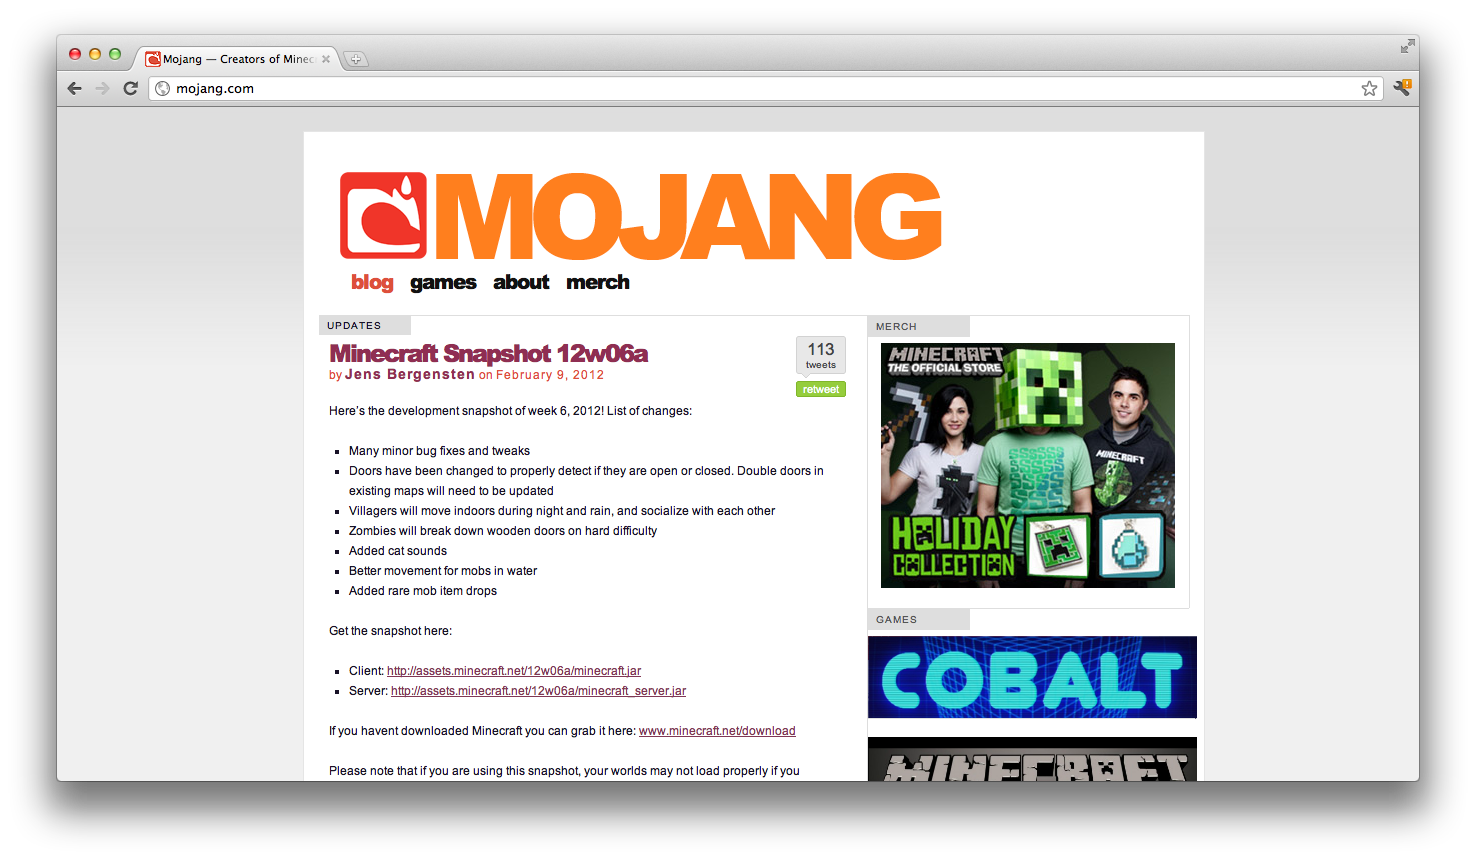 Mojang — Creators of Minec
mojang.com
MOJANG
blog games about merch
UPDATES
Minecraft Snapshot 12w06a
by Jens Bergensten on February 9, 2012
113
tweets
retweet
Here's the development snapshot of week 6, 2012! List of changes:
Many minor bug fixes and tweaks
Doors have been changed to properly detect if they are open or closed. Double doors in
existing maps will need to be updated
Villagers will move indoors during night and rain, and socialize with each other
Zombies will break down wooden doors on hard difficulty
Added cat sounds
Better movement for mobs in water
Added rare mob item drops
Get the snapshot here:
Client: http://assets.minecraft.net/12w06a/minecraft.jar
Server: http://assets.minecraft.net/12w06a/minecraft_server.jar
If you havent downloaded Minecraft you can grab it here: www.minecraft.net/download
Please note that if you are using this snapshot, your worlds may not load properly if you
MERCH
MINECRAFT
THE OFFICIAL STORE
MINECRAFT
HOLIDAY
COLLECTION
GAMES
COBALT
MINECRAFT